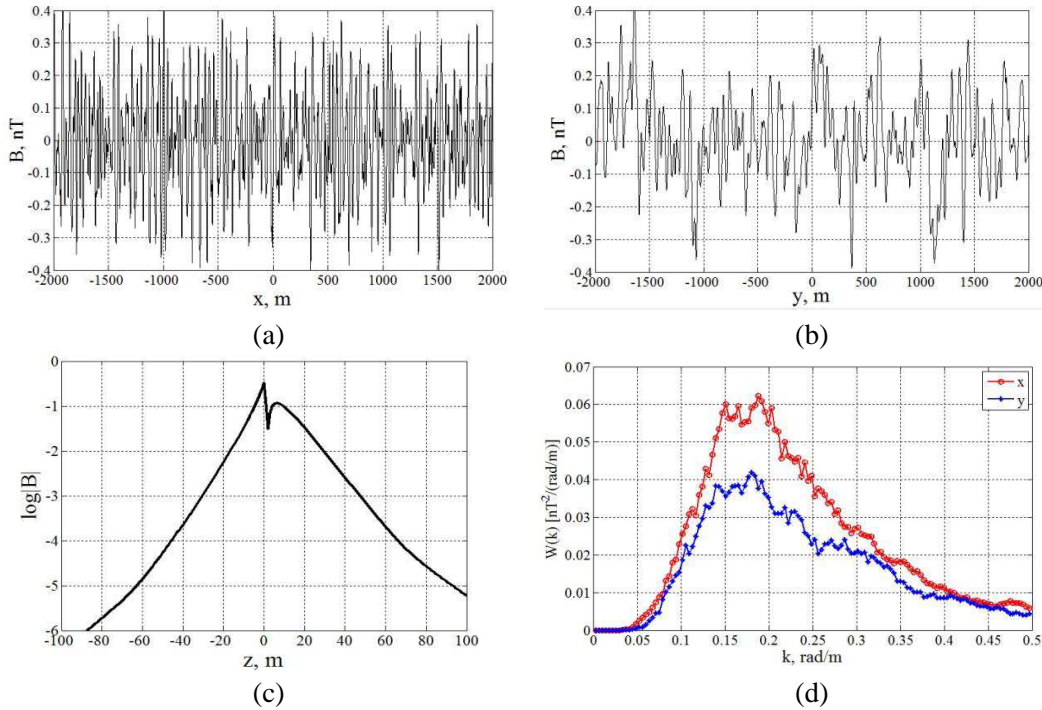 0.4
0.3
0.2
0.1
0
-0.1
-0.2
-0.3
-0.4
B, nT
-2000 -1500 -1000 -500 0 500 1000 1500 2000
x, m
(a)
0.4
0.3
0.2
0.1
0
-0.1
-0.2
-0.3
-0.4
B, nT
-2000 -1500 -1000 -500 0 500 1000 1500 2000
y, m
(b)
0
-1
-2
-3
-4
-5
-6
log|B|
-100 -80 -60 -40 -20 0 20 40 60 80 100
z, m
(c)
0.07
0.06
0.05
0.04
0.03
0.02
0.01
0
W(k) [nT²/(rad/m)]
x
y
0 0.05 0.1 0.15 0.2 0.25 0.3 0.35 0.4 0.45 0.5
k, rad/m
(d)